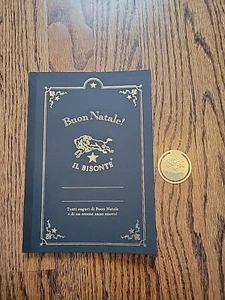 Buon Natale!
IL BISONTE
Tanti auguri di Buon Natale
e di un sereno anno nuovo!